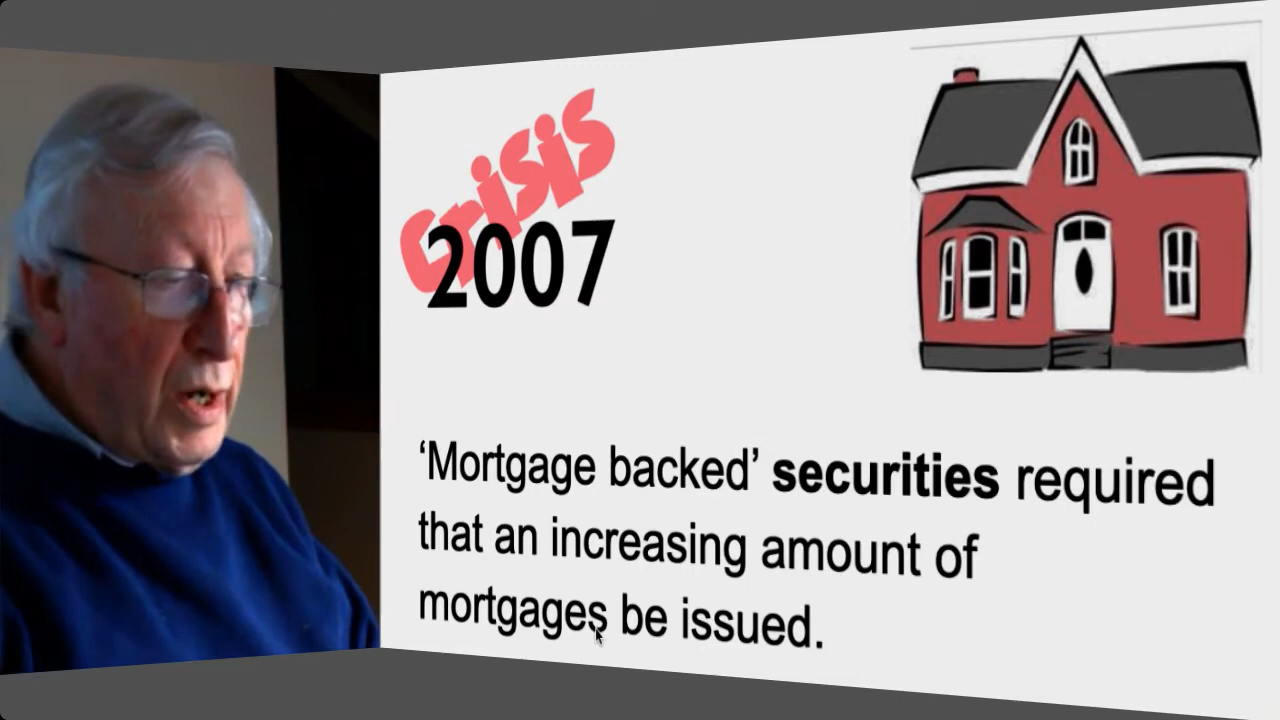 Crisis
2007
‘Mortgage backed’ securities required
that an increasing amount of
mortgages be issued.